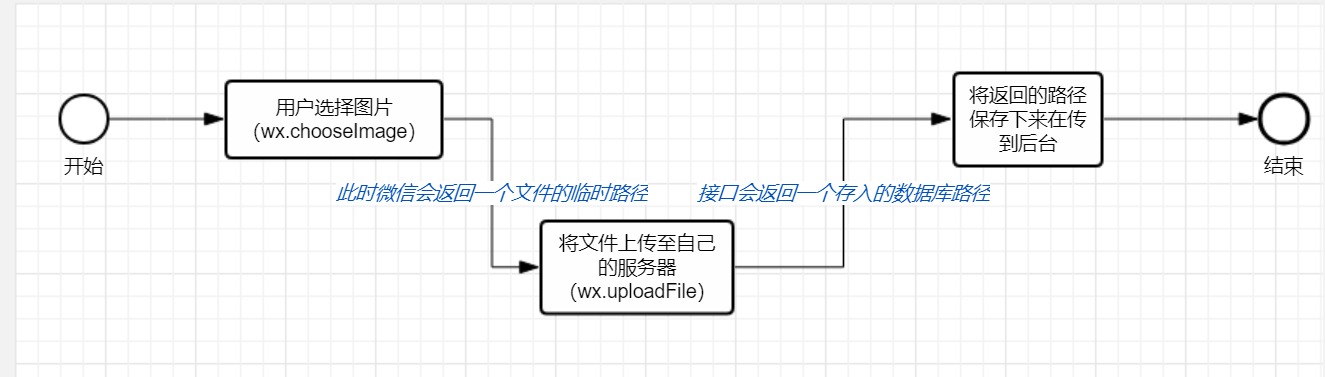 开始
用户选择图片
(wx.chooseImage)
此时微信会返回一个文件的临时路径
将文件上传至自己
的服务器
(wx.uploadFile)
接口会返回一个存入的数据库路径
将返回的路径
保存下来在传
到后台
结束